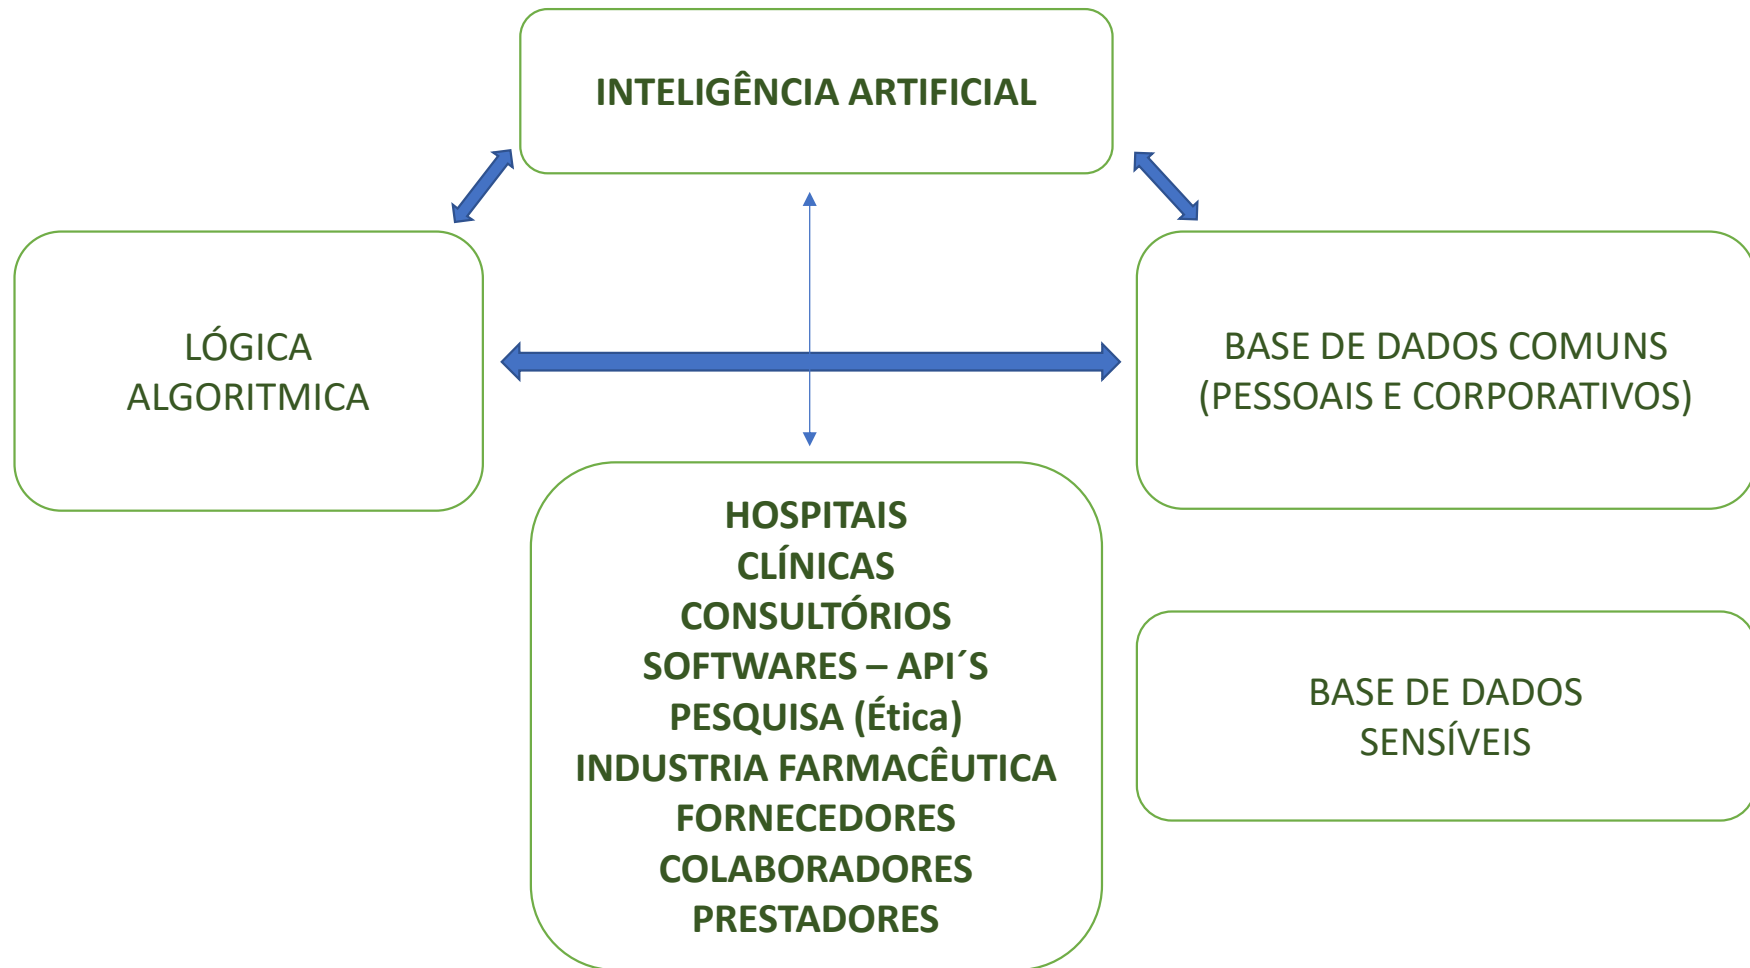 INTELIGÊNCIA ARTIFICIAL
LÓGICA
ALGORITMICA
BASE DE DADOS COMUNS
(PESSOAIS E CORPORATIVOS)
HOSPITAIS
CLÍNICAS
CONSULTÓRIOS
SOFTWARES – API´S
PESQUISA (Ética)
INDUSTRIA FARMACÊUTICA
FORNECEDORES
COLABORADORES
PRESTADORES
BASE DE DADOS
SENSÍVEIS